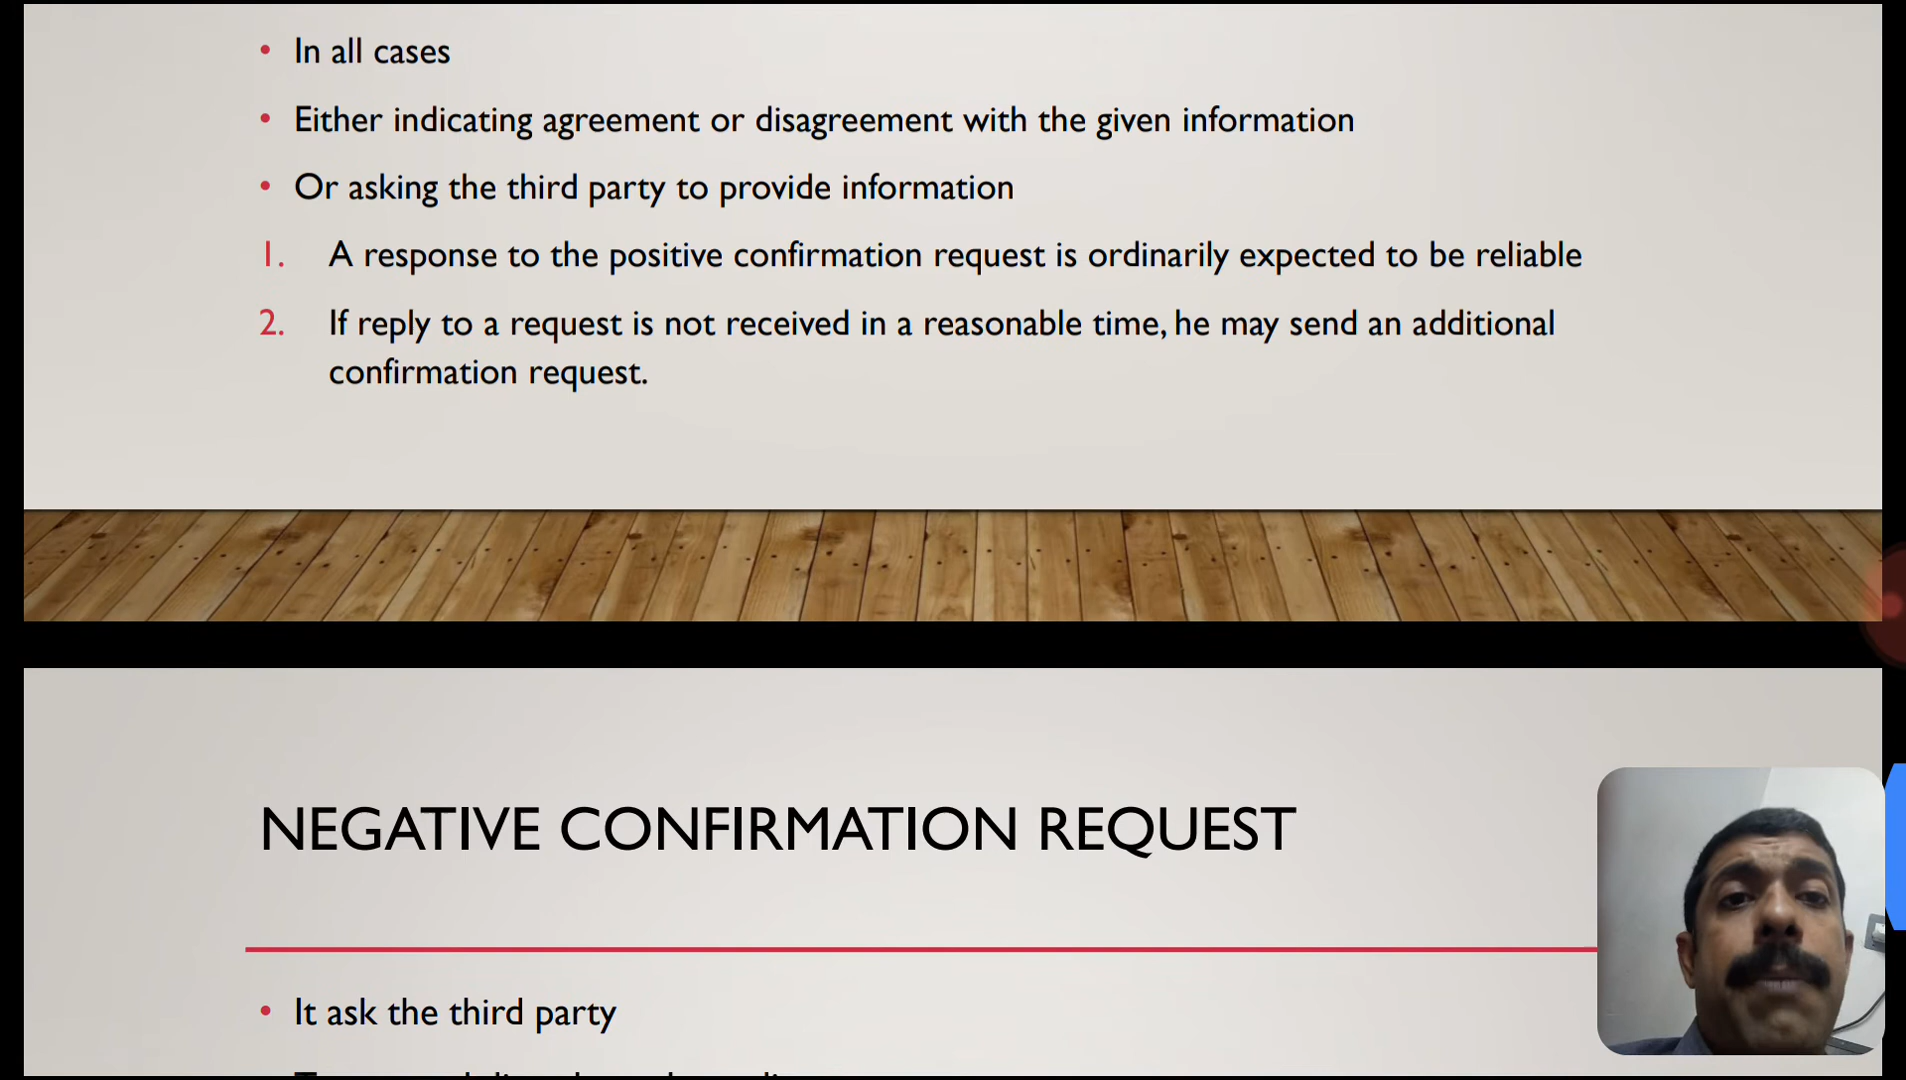 • In all cases
• Either indicating agreement or disagreement with the given information
• Or asking the third party to provide information
1. A response to the positive confirmation request is ordinarily expected to be reliable
2. If reply to a request is not received in a reasonable time, he may send an additional
confirmation request.
NEGATIVE CONFIRMATION REQUEST
• It ask the third party